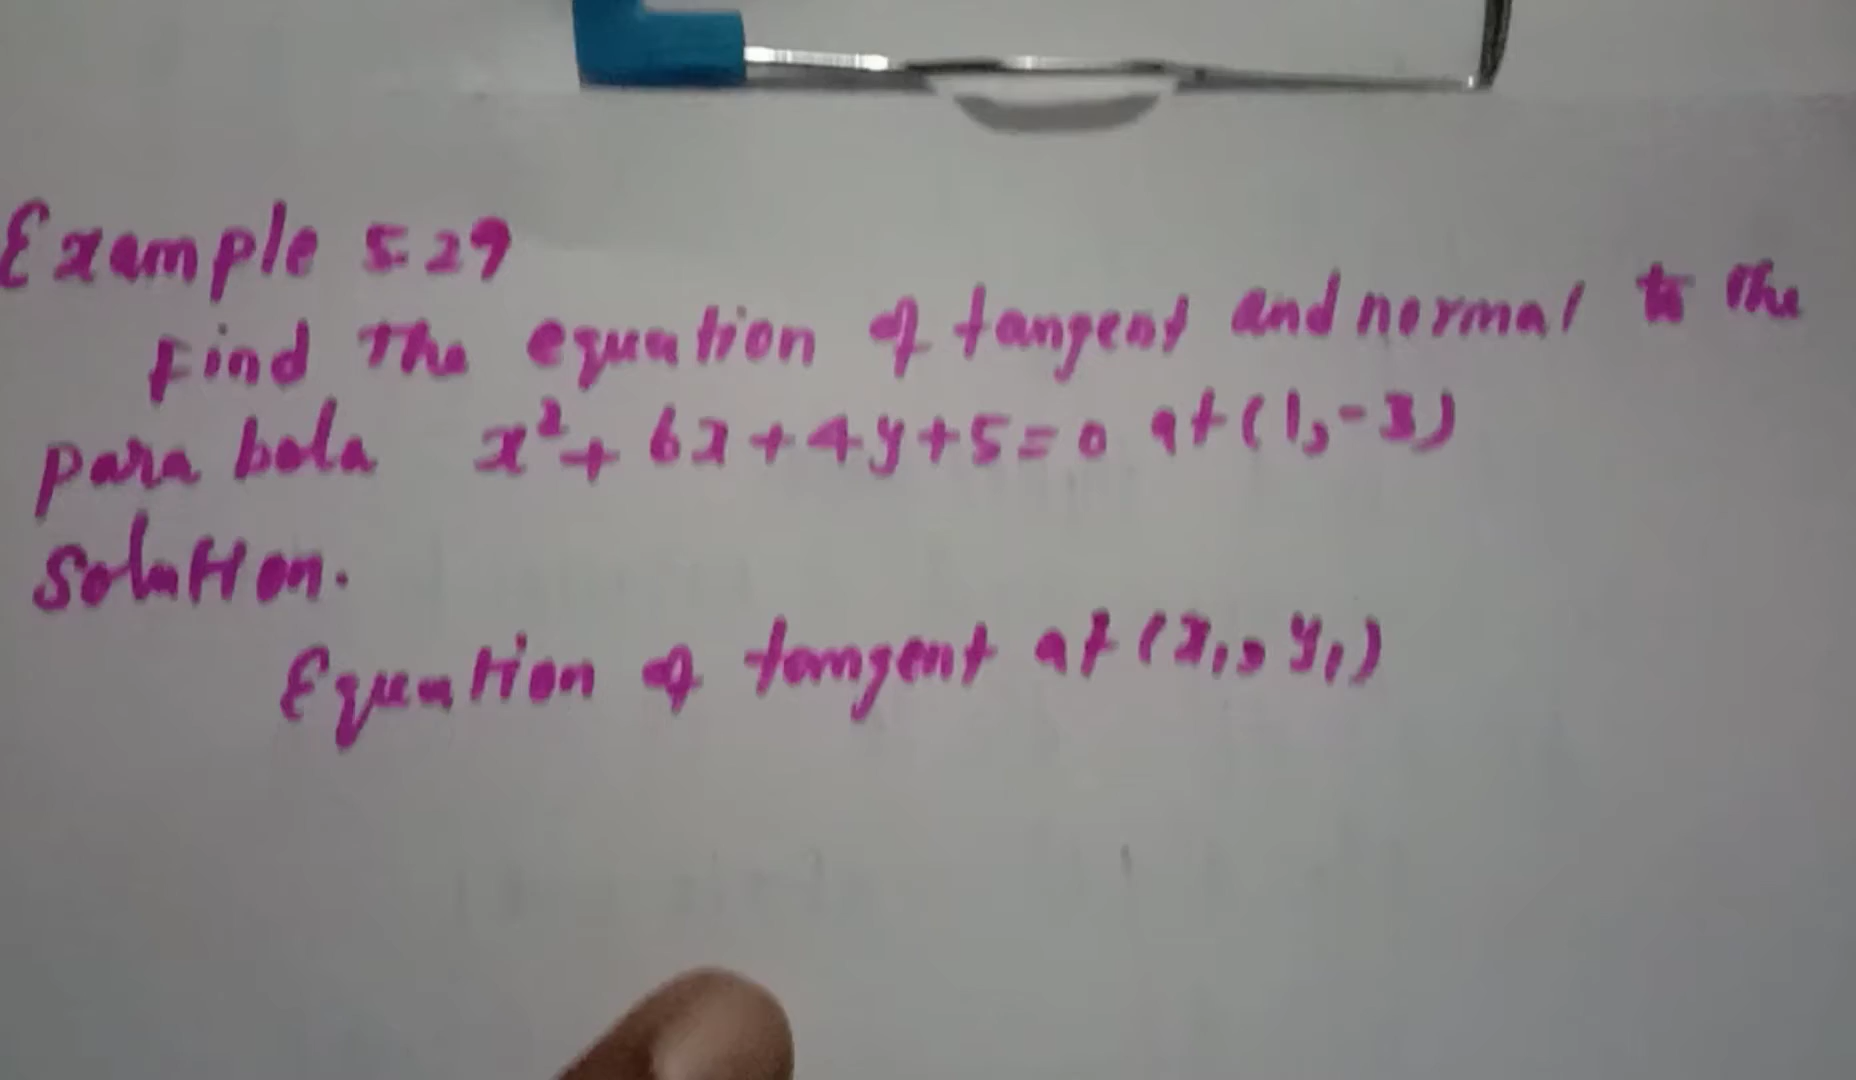 Example 5.29
Find The equation of tangent and normal to the
parabola x²+ 6x+4y+5=0 at (1,-3)
Solution.
Equation of tangent at (x₁, y₁)